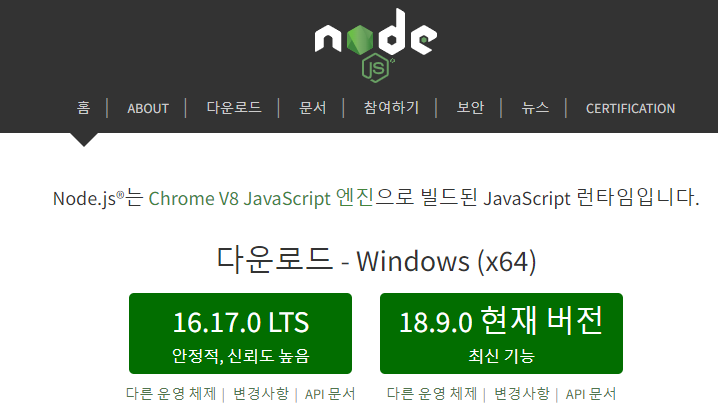 node
JS
홈 | ABOUT | 다운로드 | 문서 | 참여하기 | 보안 | 뉴스 | CERTIFICATION
Node.js®는 Chrome V8 JavaScript 엔진으로 빌드된 JavaScript 런타임입니다.
다운로드 - Windows (x64)
16.17.0 LTS
안정적, 신뢰도 높음
다른 운영 체제 | 변경사항 | API 문서
18.9.0 현재 버전
최신 기능
다른 운영 체제 | 변경사항 | API 문서